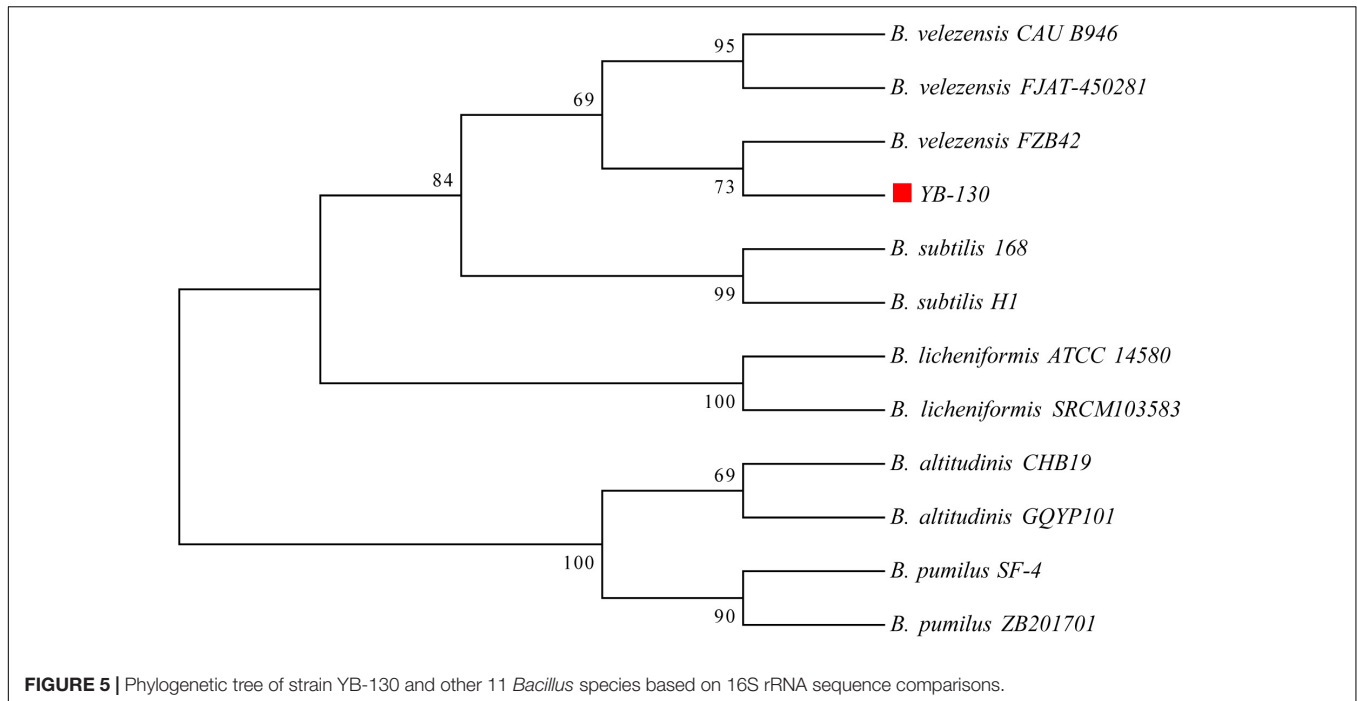 95
B. velezensis CAU B946
B. velezensis FJAT-450281
69
B. velezensis FZB42
84
73
YB-130
B. subtilis 168
99
B. subtilis H1
B. licheniformis ATCC 14580
100
B. licheniformis SRCM103583
69
B. altitudinis CHB19
B. altitudinis GQYP101
100
B. pumilus SF-4
90
B. pumilus ZB201701
FIGURE 5 | Phylogenetic tree of strain YB-130 and other 11 Bacillus species based on 16S rRNA sequence comparisons.